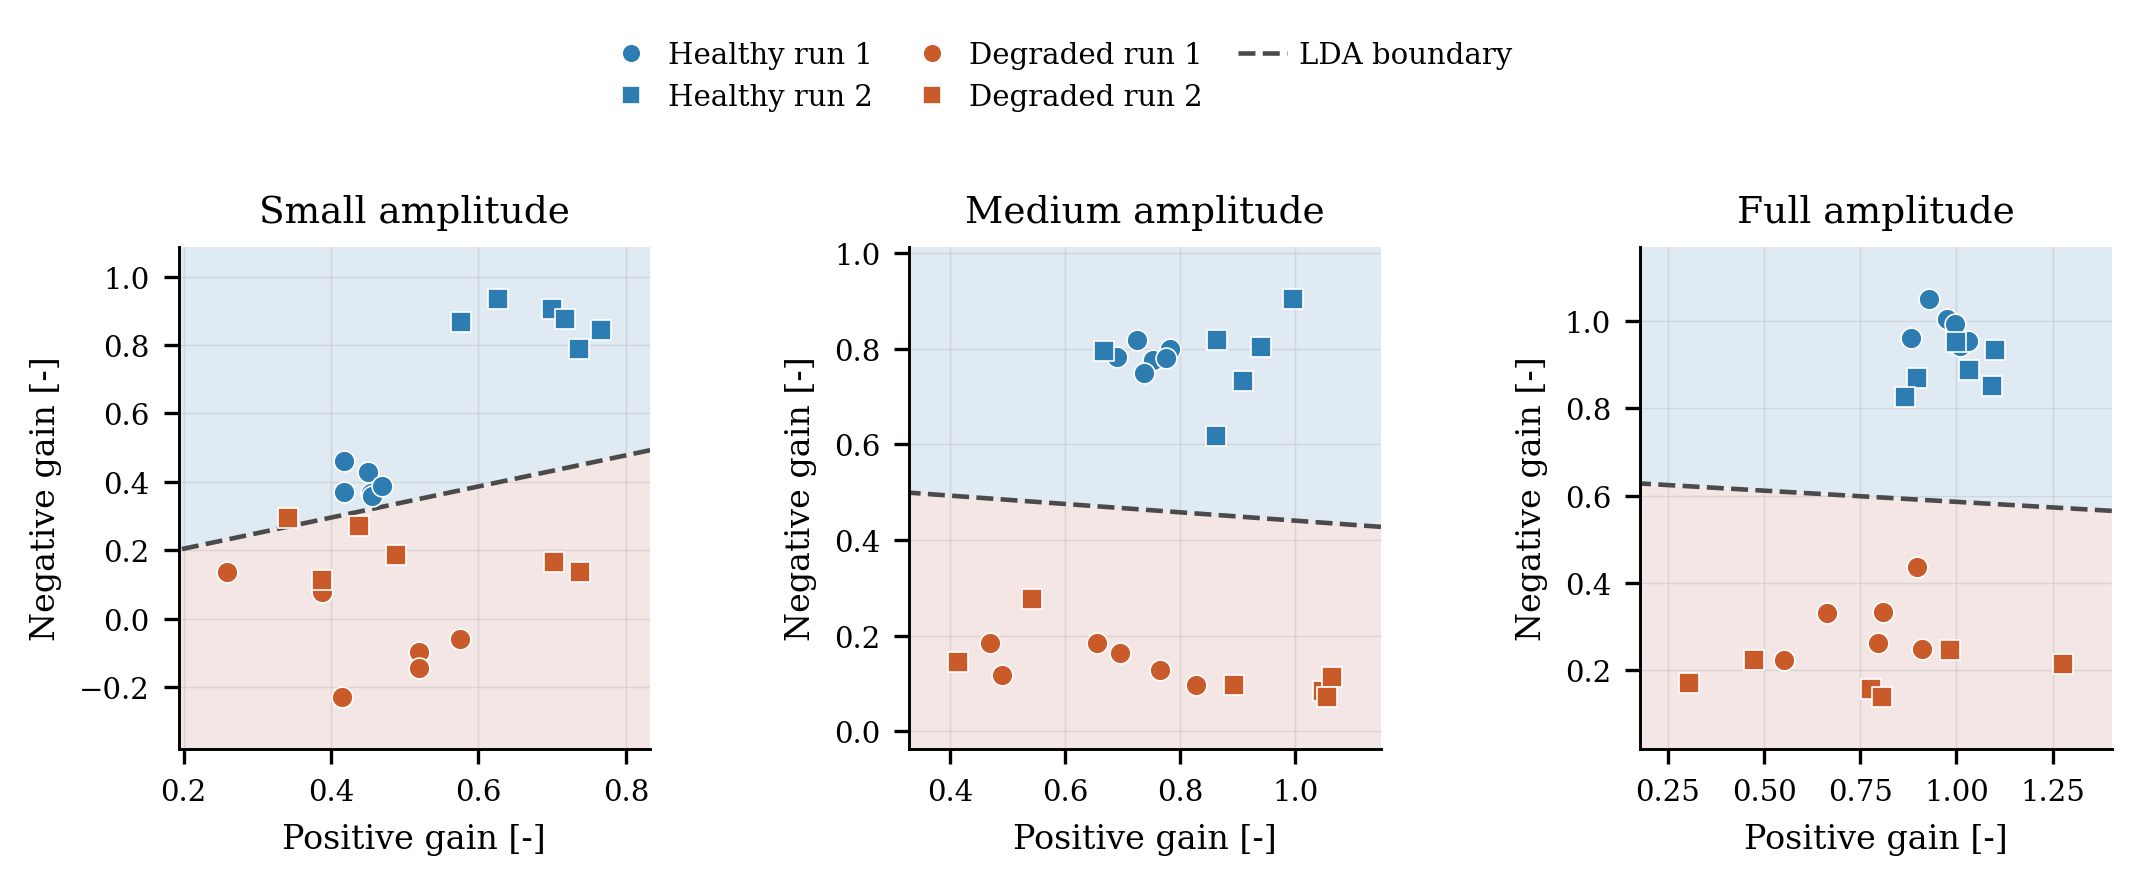 Healthy run 1
Healthy run 2
Degraded run 1
Degraded run 2
LDA boundary
Small amplitude
Negative gain [-]
1.0
0.8
0.6
0.4
0.2
0.0
−0.2
0.2 0.4 0.6 0.8
Positive gain [-]
Medium amplitude
Negative gain [-]
1.0
0.8
0.6
0.4
0.2
0.0
0.4 0.6 0.8 1.0
Positive gain [-]
Full amplitude
Negative gain [-]
1.0
0.8
0.6
0.4
0.2
0.25 0.50 0.75 1.00 1.25
Positive gain [-]